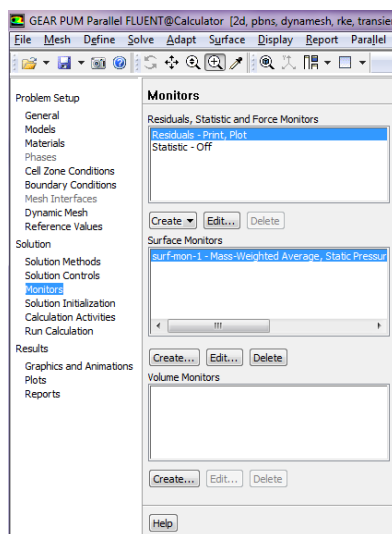 GEAR PUM Parallel FLUENT@Calculator [2d, pbns, dynamesh, rke, transie
File Mesh Define Solve Adapt Surface Display Report Parallel
Problem Setup
General
Models
Materials
Phases
Cell Zone Conditions
Boundary Conditions
Mesh Interfaces
Dynamic Mesh
Reference Values
Solution
Solution Methods
Solution Controls
Monitors
Solution Initialization
Calculation Activities
Run Calculation
Results
Graphics and Animations
Plots
Reports
Monitors
Residuals, Statistic and Force Monitors
Residuals - Print, Plot
Statistic - Off
Create Edit... Delete
Surface Monitors
surf-mon-1 - Mass-Weighted Average, Static Pressur
Create... Edit... Delete
Volume Monitors
Create... Edit... Delete
Help